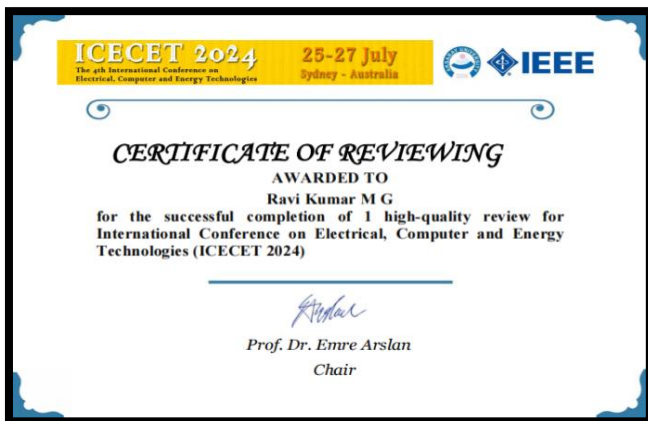 ICECET 2024
The 4th International Conference on
Electrical, Computer and Energy Technologies
25-27 July
Sydney - Australia
IEEE
CERTIFICATE OF REVIEWING
AWARDED TO
Ravi Kumar M G
for the successful completion of 1 high-quality review for
International Conference on Electrical, Computer and Energy
Technologies (ICECET 2024)
Prof. Dr. Emre Arslan
Chair